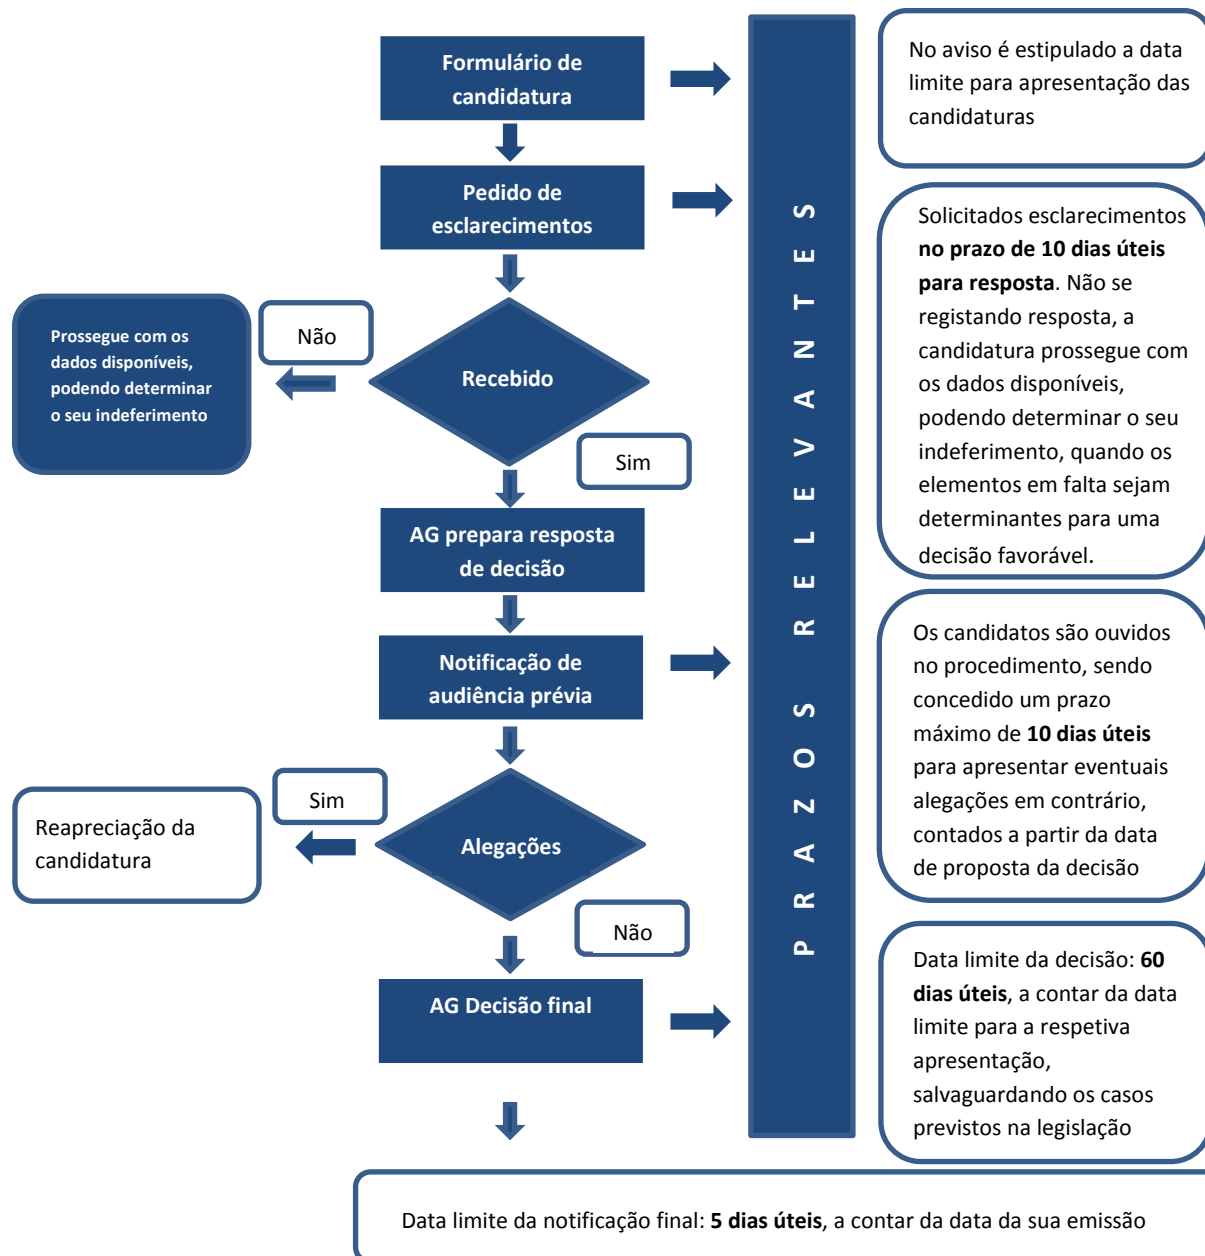 Formulário de
candidatura
No aviso é estipulado a data
limite para apresentação das
candidaturas
Pedido de
esclarecimentos
Solicitados esclarecimentos
no prazo de 10 dias úteis
para resposta. Não se
registando resposta, a
candidatura prossegue com
os dados disponíveis,
podendo determinar o seu
indeferimento, quando os
elementos em falta sejam
determinantes para uma
decisão favorável.
Prossegue com os
dados disponíveis,
podendo determinar
o seu indeferimento
Não
Recebido
Sim
AG prepara resposta
de decisão
Notificação de
audiência prévia
Os candidatos são ouvidos
no procedimento, sendo
concedido um prazo
máximo de 10 dias úteis
para apresentar eventuais
alegações em contrário,
contados a partir da data
de proposta da decisão
Reapreciação da
candidatura
Sim
Alegações
Não
AG Decisão final
Data limite da decisão: 60
dias úteis, a contar da data
limite para a respetiva
apresentação,
salvaguardando os casos
previstos na legislação
PRAZOS RELEVANTES
Data limite da notificação final: 5 dias úteis, a contar da data da sua emissão